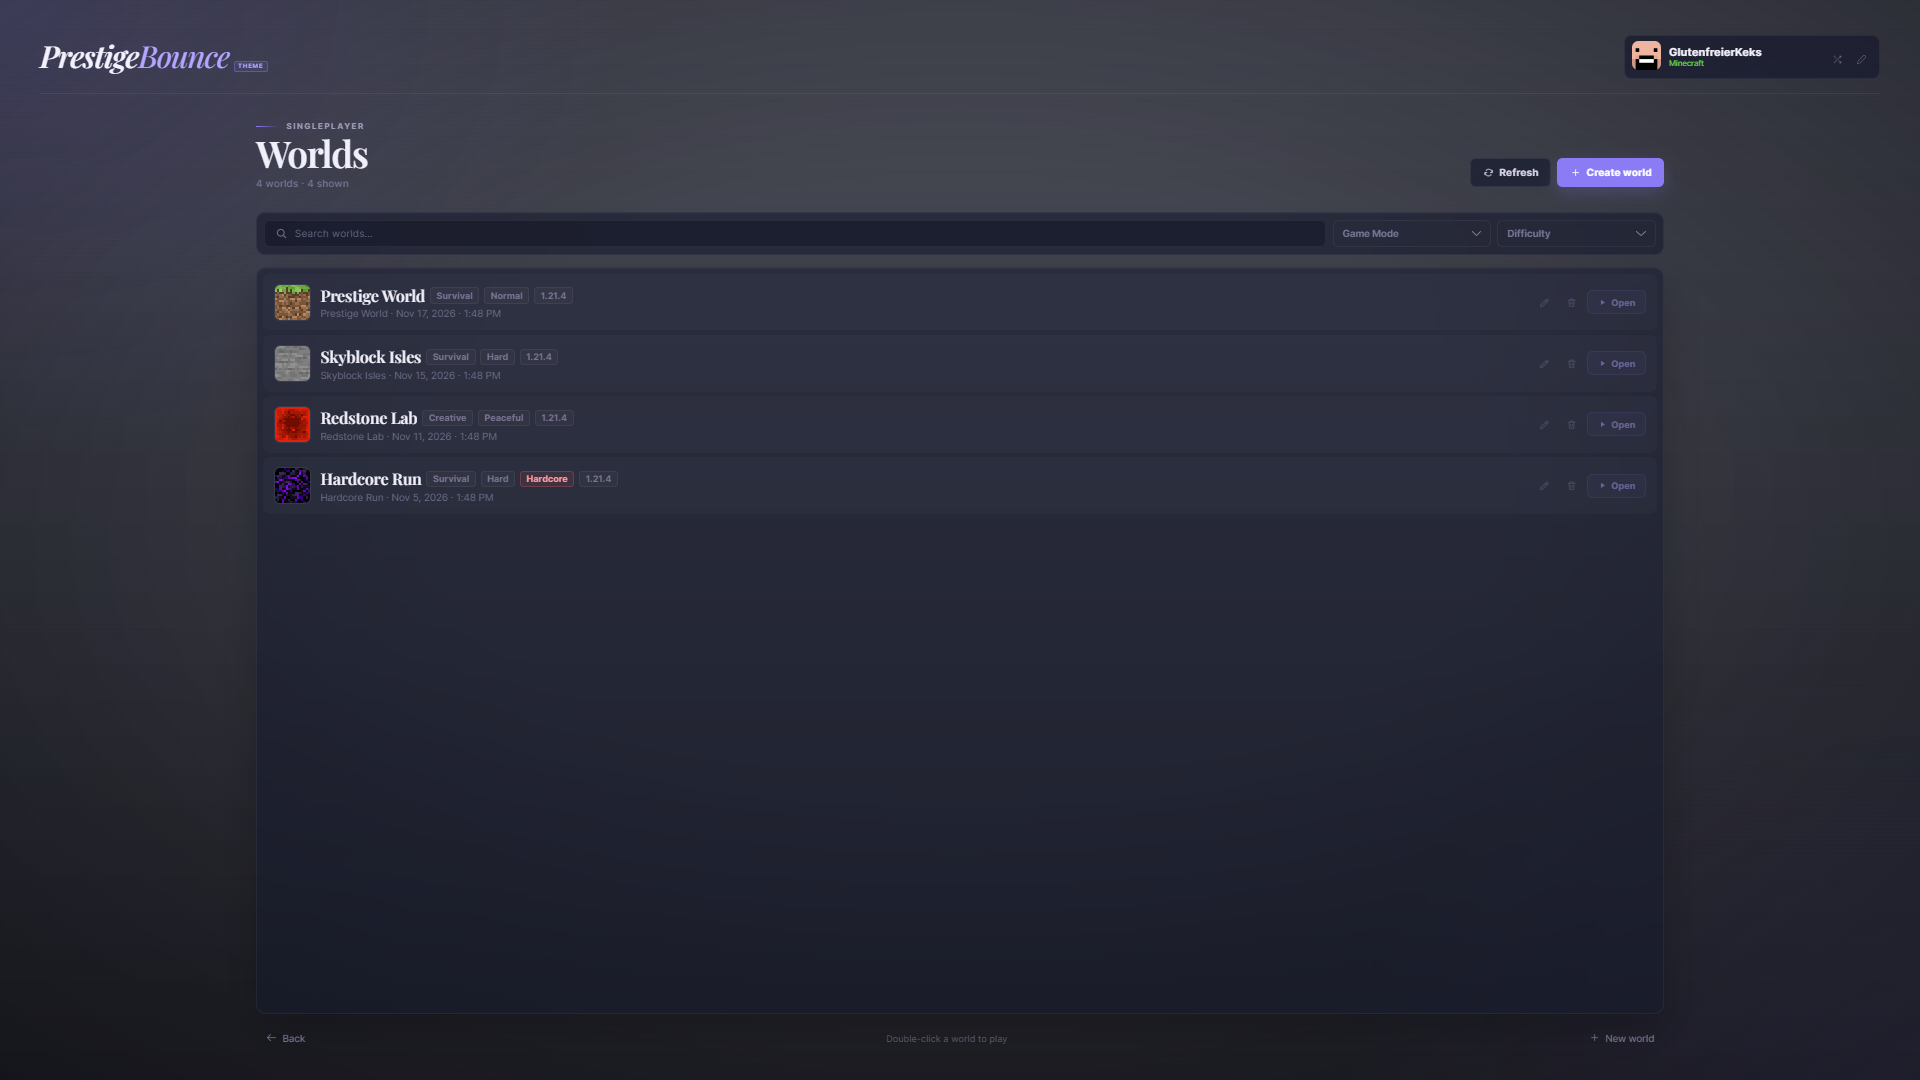 PrestigeBounce THEME
GlutenfreierKeks
Minecraft
SINGLEPLAYER
Worlds
4 worlds · 4 shown
Refresh
+ Create world
Search worlds...
Game Mode
Difficulty
Prestige World Survival Normal 1.21.4
Prestige World · Nov 17, 2026 · 1:48 PM
Open
Skyblock Isles Survival Hard 1.21.4
Skyblock Isles · Nov 15, 2026 · 1:48 PM
Open
Redstone Lab Creative Peaceful 1.21.4
Redstone Lab · Nov 11, 2026 · 1:48 PM
Open
Hardcore Run Survival Hard Hardcore 1.21.4
Hardcore Run · Nov 5, 2026 · 1:48 PM
Open
← Back
Double-click a world to play
+ New world